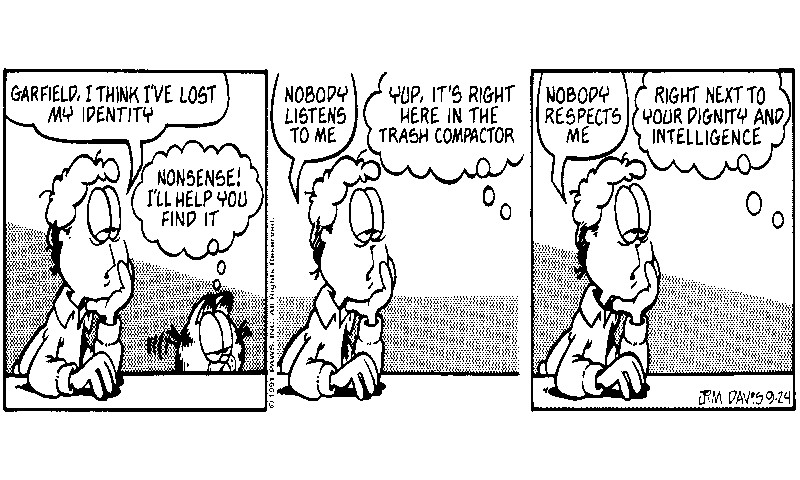 GARFIELD, I THINK I'VE LOST
MY IDENTITY
NONSENSE!
I'LL HELP YOU
FIND IT
NOBODY
LISTENS
TO ME
YUP, IT'S RIGHT
HERE IN THE
TRASH COMPACTOR
NOBODY
RESPECTS
ME
RIGHT NEXT TO
YOUR DIGNITY AND
INTELLIGENCE
JIM DAVIS 9-24